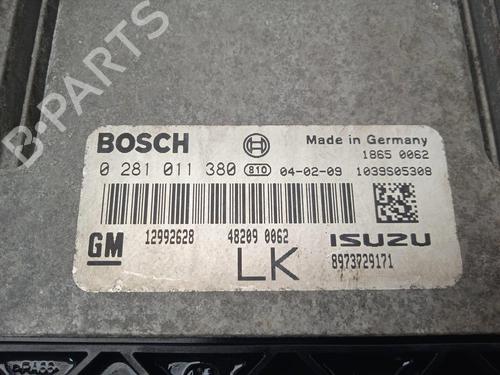 B-PARTS
BOSCH Made in Germany
1865 0062
0 281 011 380 810 04-02-09 1039S05308
GM 12992628 48209 0062 ISUZU
LK 8973729171